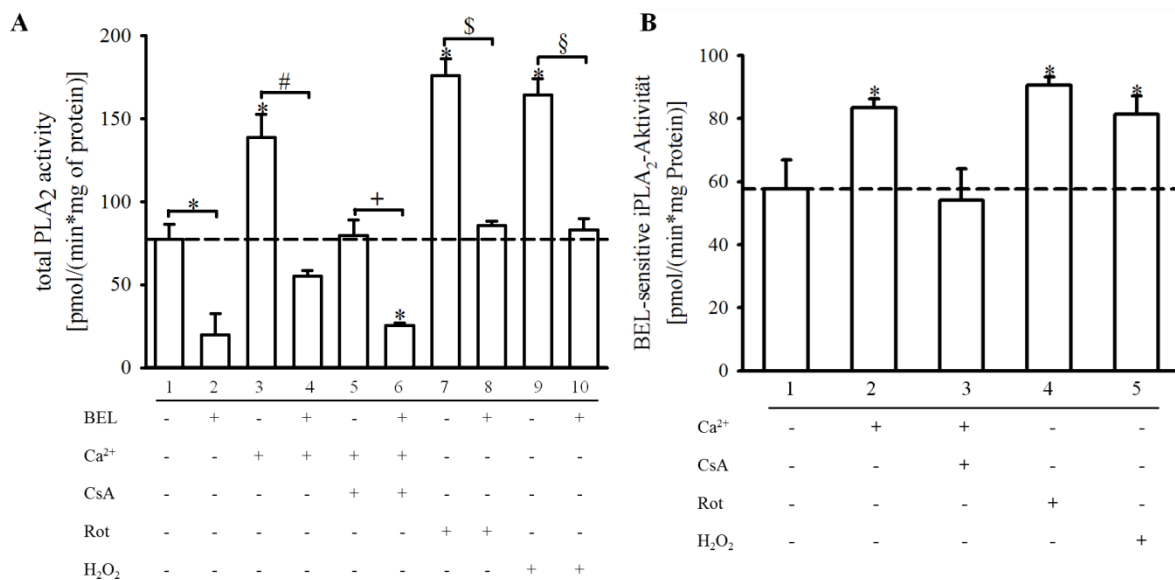 A
total PLA2 activity
[pmol/(min*mg of protein)]
200
150
100
50
0
* # + $ §
* * * * *
1 2 3 4 5 6 7 8 9 10
BEL - + - + - + - + - +
Ca²⁺ - - + + + + - - - -
CsA - - - - + + - - - -
Rot - - - - - - + + - -
H₂O₂ - - - - - - - - + +
B
BEL-sensitive iPLA₂-Aktivität
[pmol/(min*mg Protein)]
100
80
60
40
20
0
* * *
1 2 3 4 5
Ca²⁺ - + + - -
CsA - - + - -
Rot - - - + -
H₂O₂ - - - - +